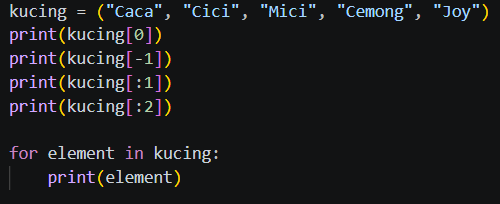 kucing = ("Caca", "Cici", "Mici", "Cemong", "Joy")
print(kucing[0])
print(kucing[-1])
print(kucing[:1])
print(kucing[:2])
for element in kucing:
    print(element)